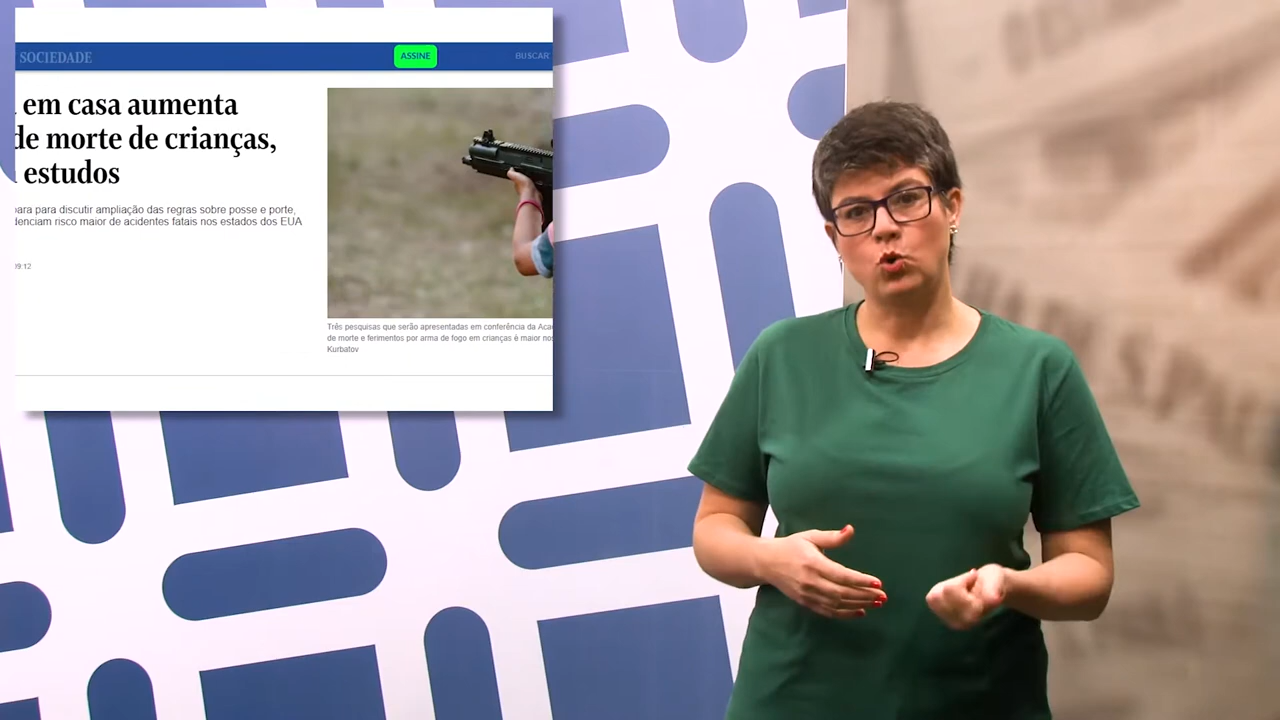 SOCIEDADE
ASSINE
BUSCAR
em casa aumenta
de morte de crianças,
estudos
para para discutir ampliação das regras sobre posse e porte,
denciam risco maior de acidentes fatais nos estados dos EUA
09:12
Três pesquisas que serão apresentadas em conferência da
de morte e ferimentos por arma de fogo em crianças é maior
Kurbatov